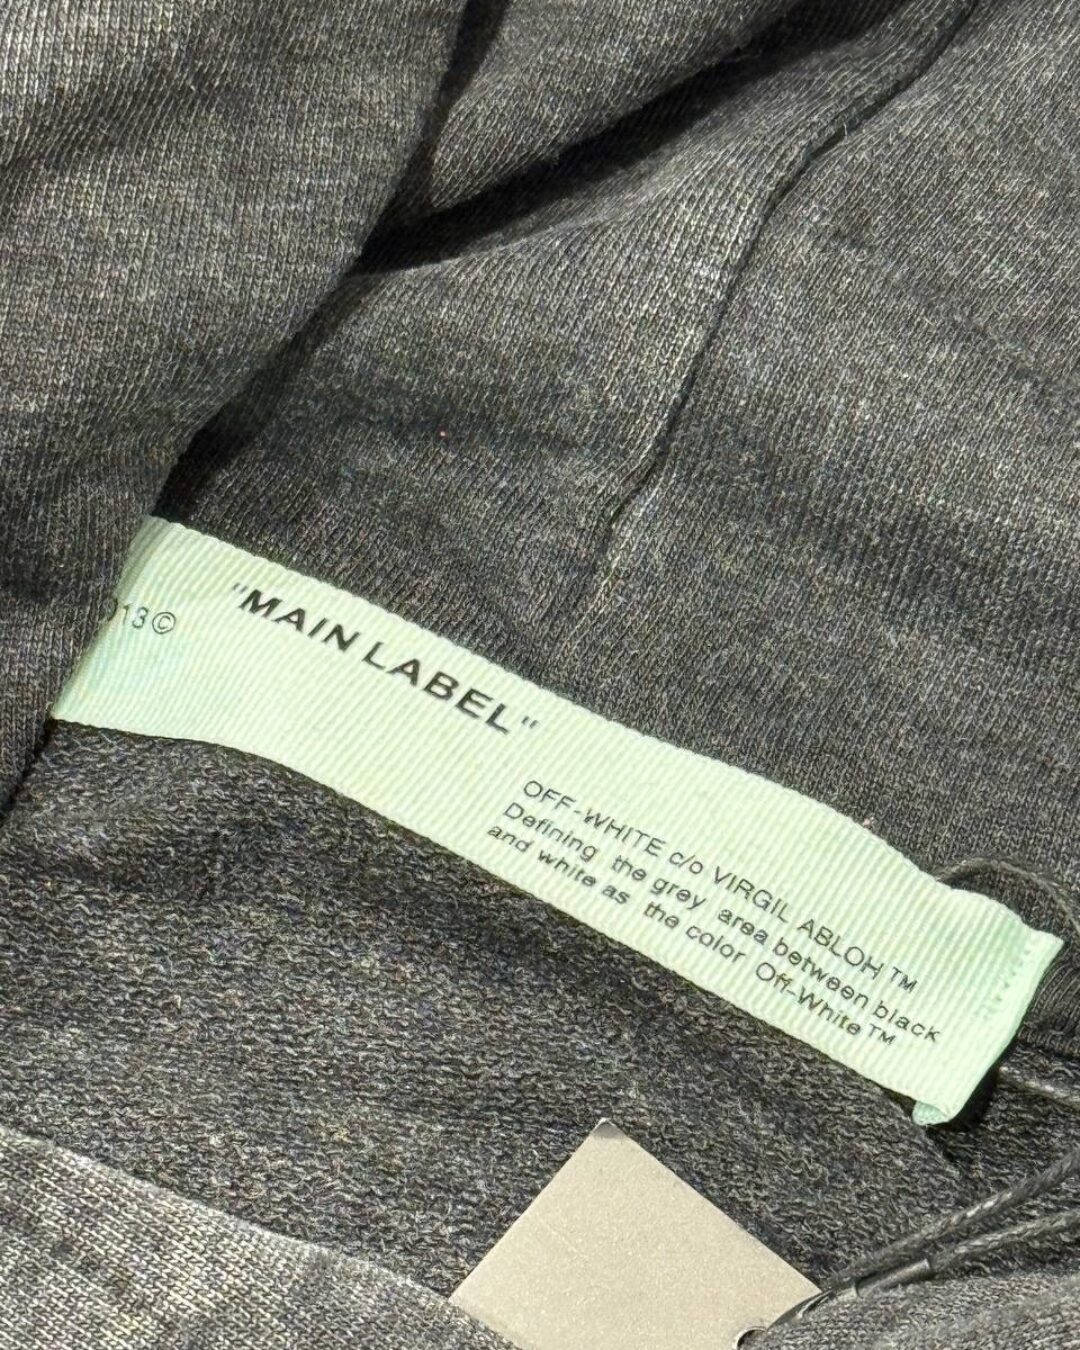 13©
"MAIN LABEL"
OFF-WHITE c/o VIRGIL ABLOH™
Defining the grey area between black
and white as the color Off-White™